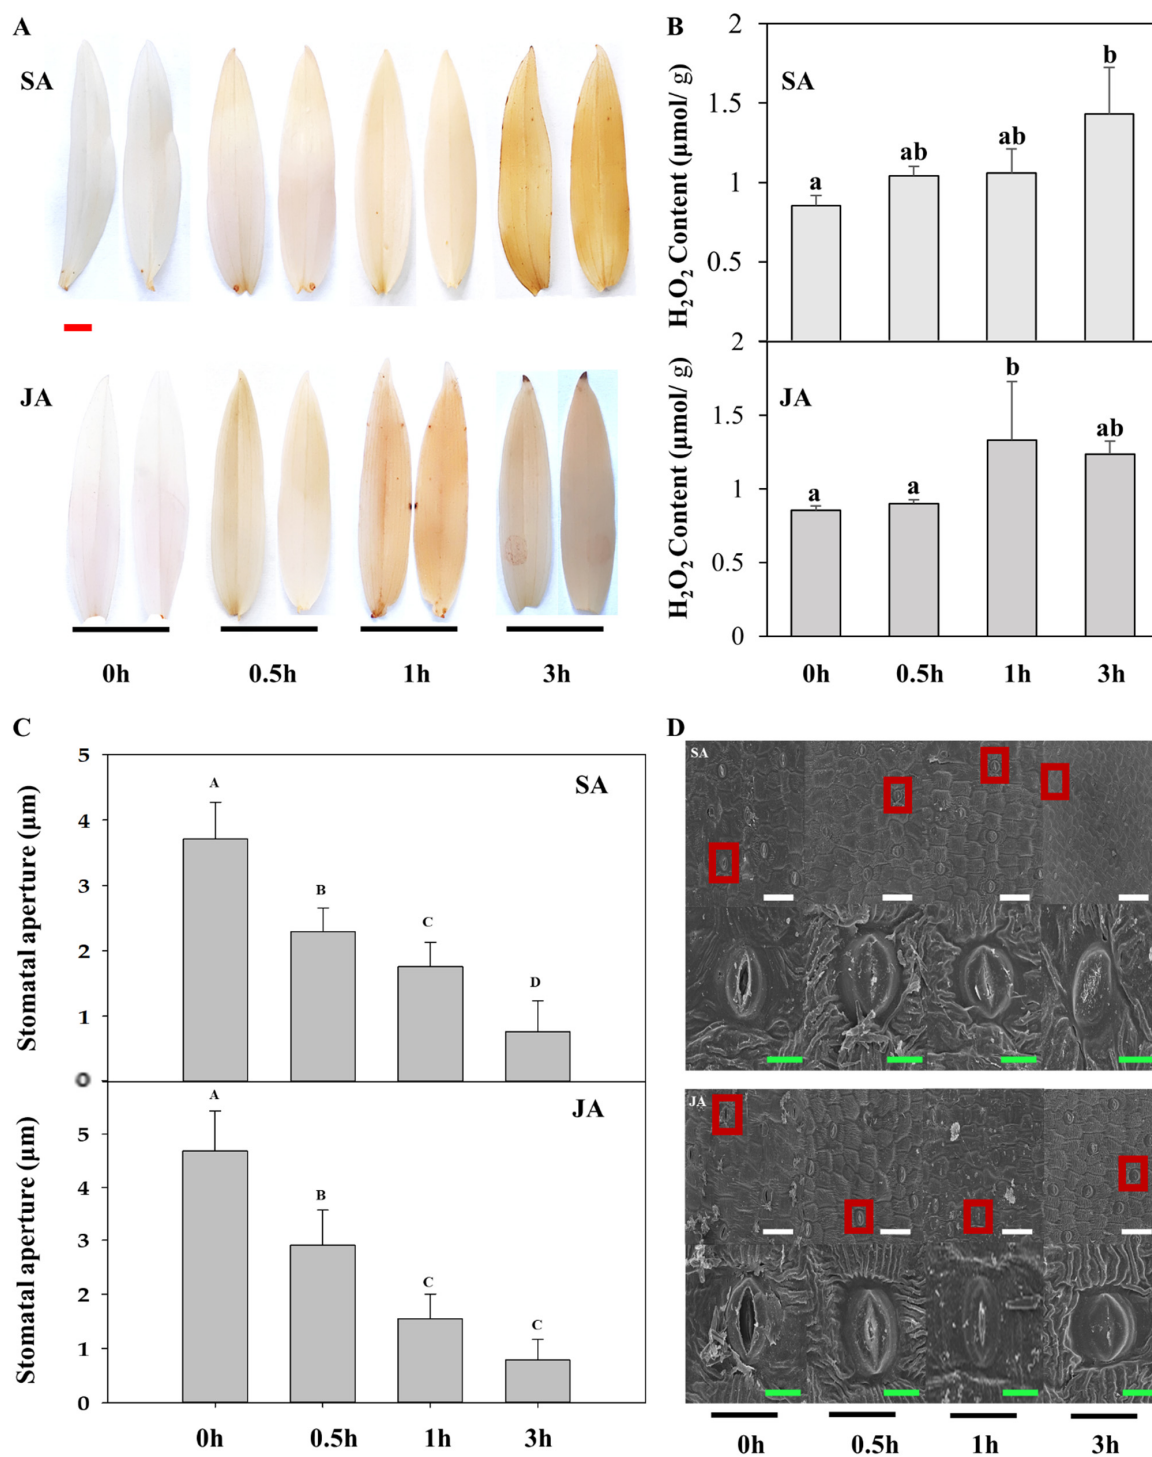 A
SA
JA
0h 0.5h 1h 3h
B
H₂O₂ Content (μmol/ g)
2
1.5
1
0.5
2
SA
a ab ab b
H₂O₂ Content (μmol/ g)
1.5
1
0.5
0
JA
a a b ab
0h 0.5h 1h 3h
C
Stomatal aperture (μm)
5
4
3
2
1
0
SA
A B C D
Stomatal aperture (μm)
5
4
3
2
1
0
JA
A B C C
0h 0.5h 1h 3h
D
SA
JA
0h 0.5h 1h 3h